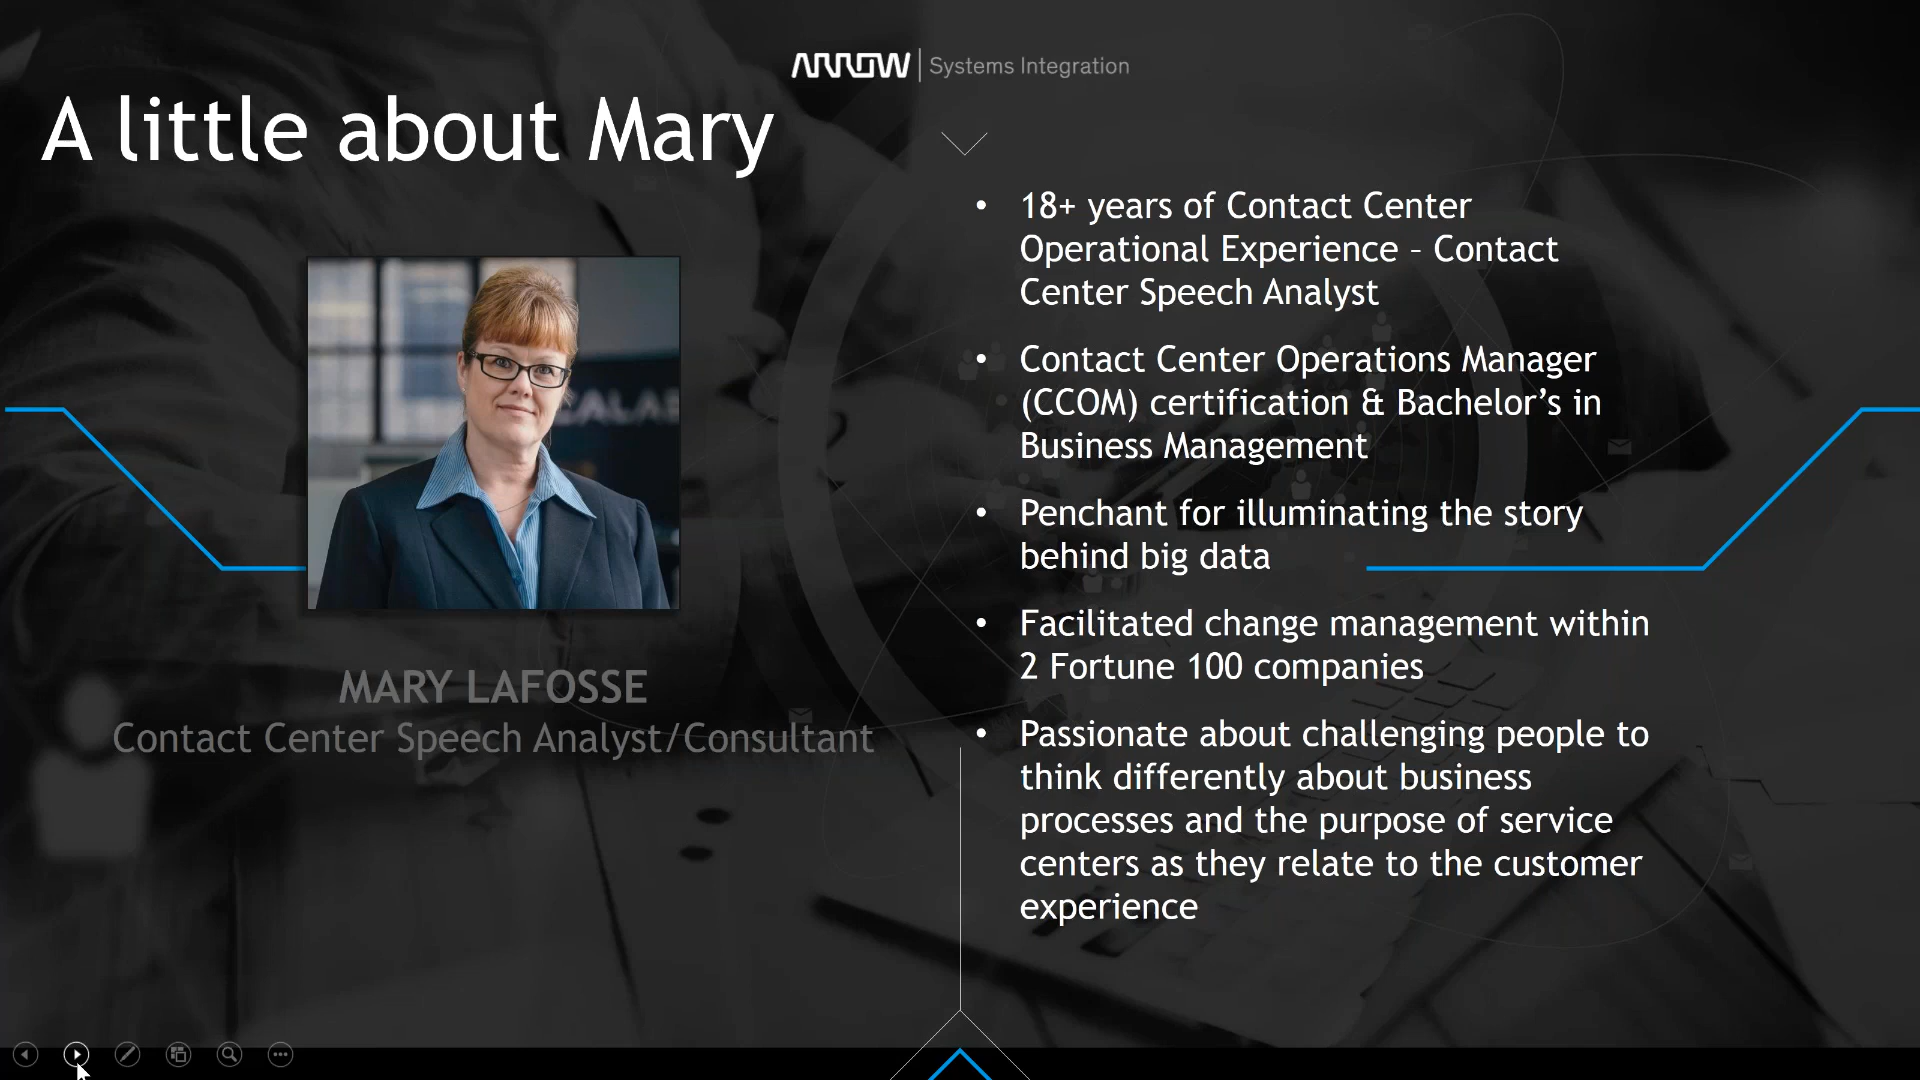 ARROW | Systems Integration
A little about Mary
CALAB
MARY LAFOSSE
Contact Center Speech Analyst/Consultant
• 18+ years of Contact Center
Operational Experience – Contact
Center Speech Analyst
• Contact Center Operations Manager
(CCOM) certification & Bachelor’s in
Business Management
• Penchant for illuminating the story
behind big data
• Facilitated change management within
2 Fortune 100 companies
• Passionate about challenging people to
think differently about business
processes and the purpose of service
centers as they relate to the customer
experience